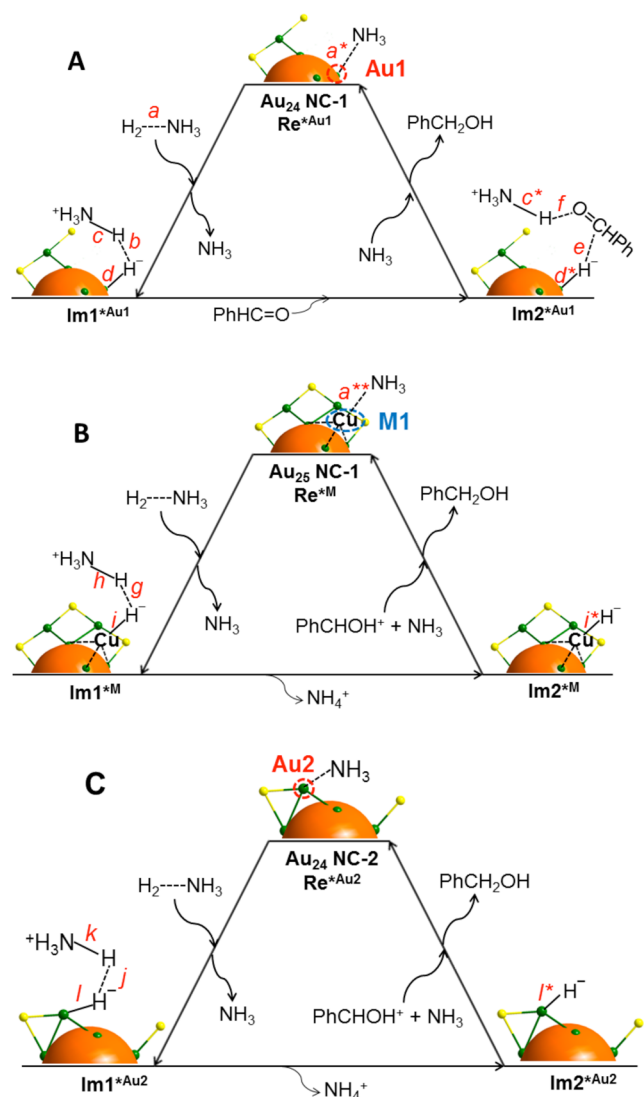 A
NH₃
a*
Au1
Au₂₄ NC-1
Re*ᴬᵘ¹
a
H₂---NH₃
NH₃
PhCH₂OH
NH₃
⁺H₃N
c
H
b
d
H⁻
Im1*ᴬᵘ¹
PhHC=O
⁺H₃N
c*
H
f
O=CHPh
e
d*
H⁻
Im2*ᴬᵘ¹
B
NH₃
a**
Cu
M1
Au₂₅ NC-1
Re*ᴹ
H₂---NH₃
NH₃
PhCH₂OH
PhCHOH⁺ + NH₃
⁺H₃N
h
H
g
i
H⁻
Cu
Im1*ᴹ
NH₄⁺
i*
H⁻
Cu
Im2*ᴹ
C
Au2
NH₃
Au₂₄ NC-2
Re*ᴬᵘ²
H₂---NH₃
NH₃
PhCH₂OH
PhCHOH⁺ + NH₃
⁺H₃N
k
H
j
l
H⁻
Im1*ᴬᵘ²
NH₄⁺
l*
H⁻
Im2*ᴬᵘ²